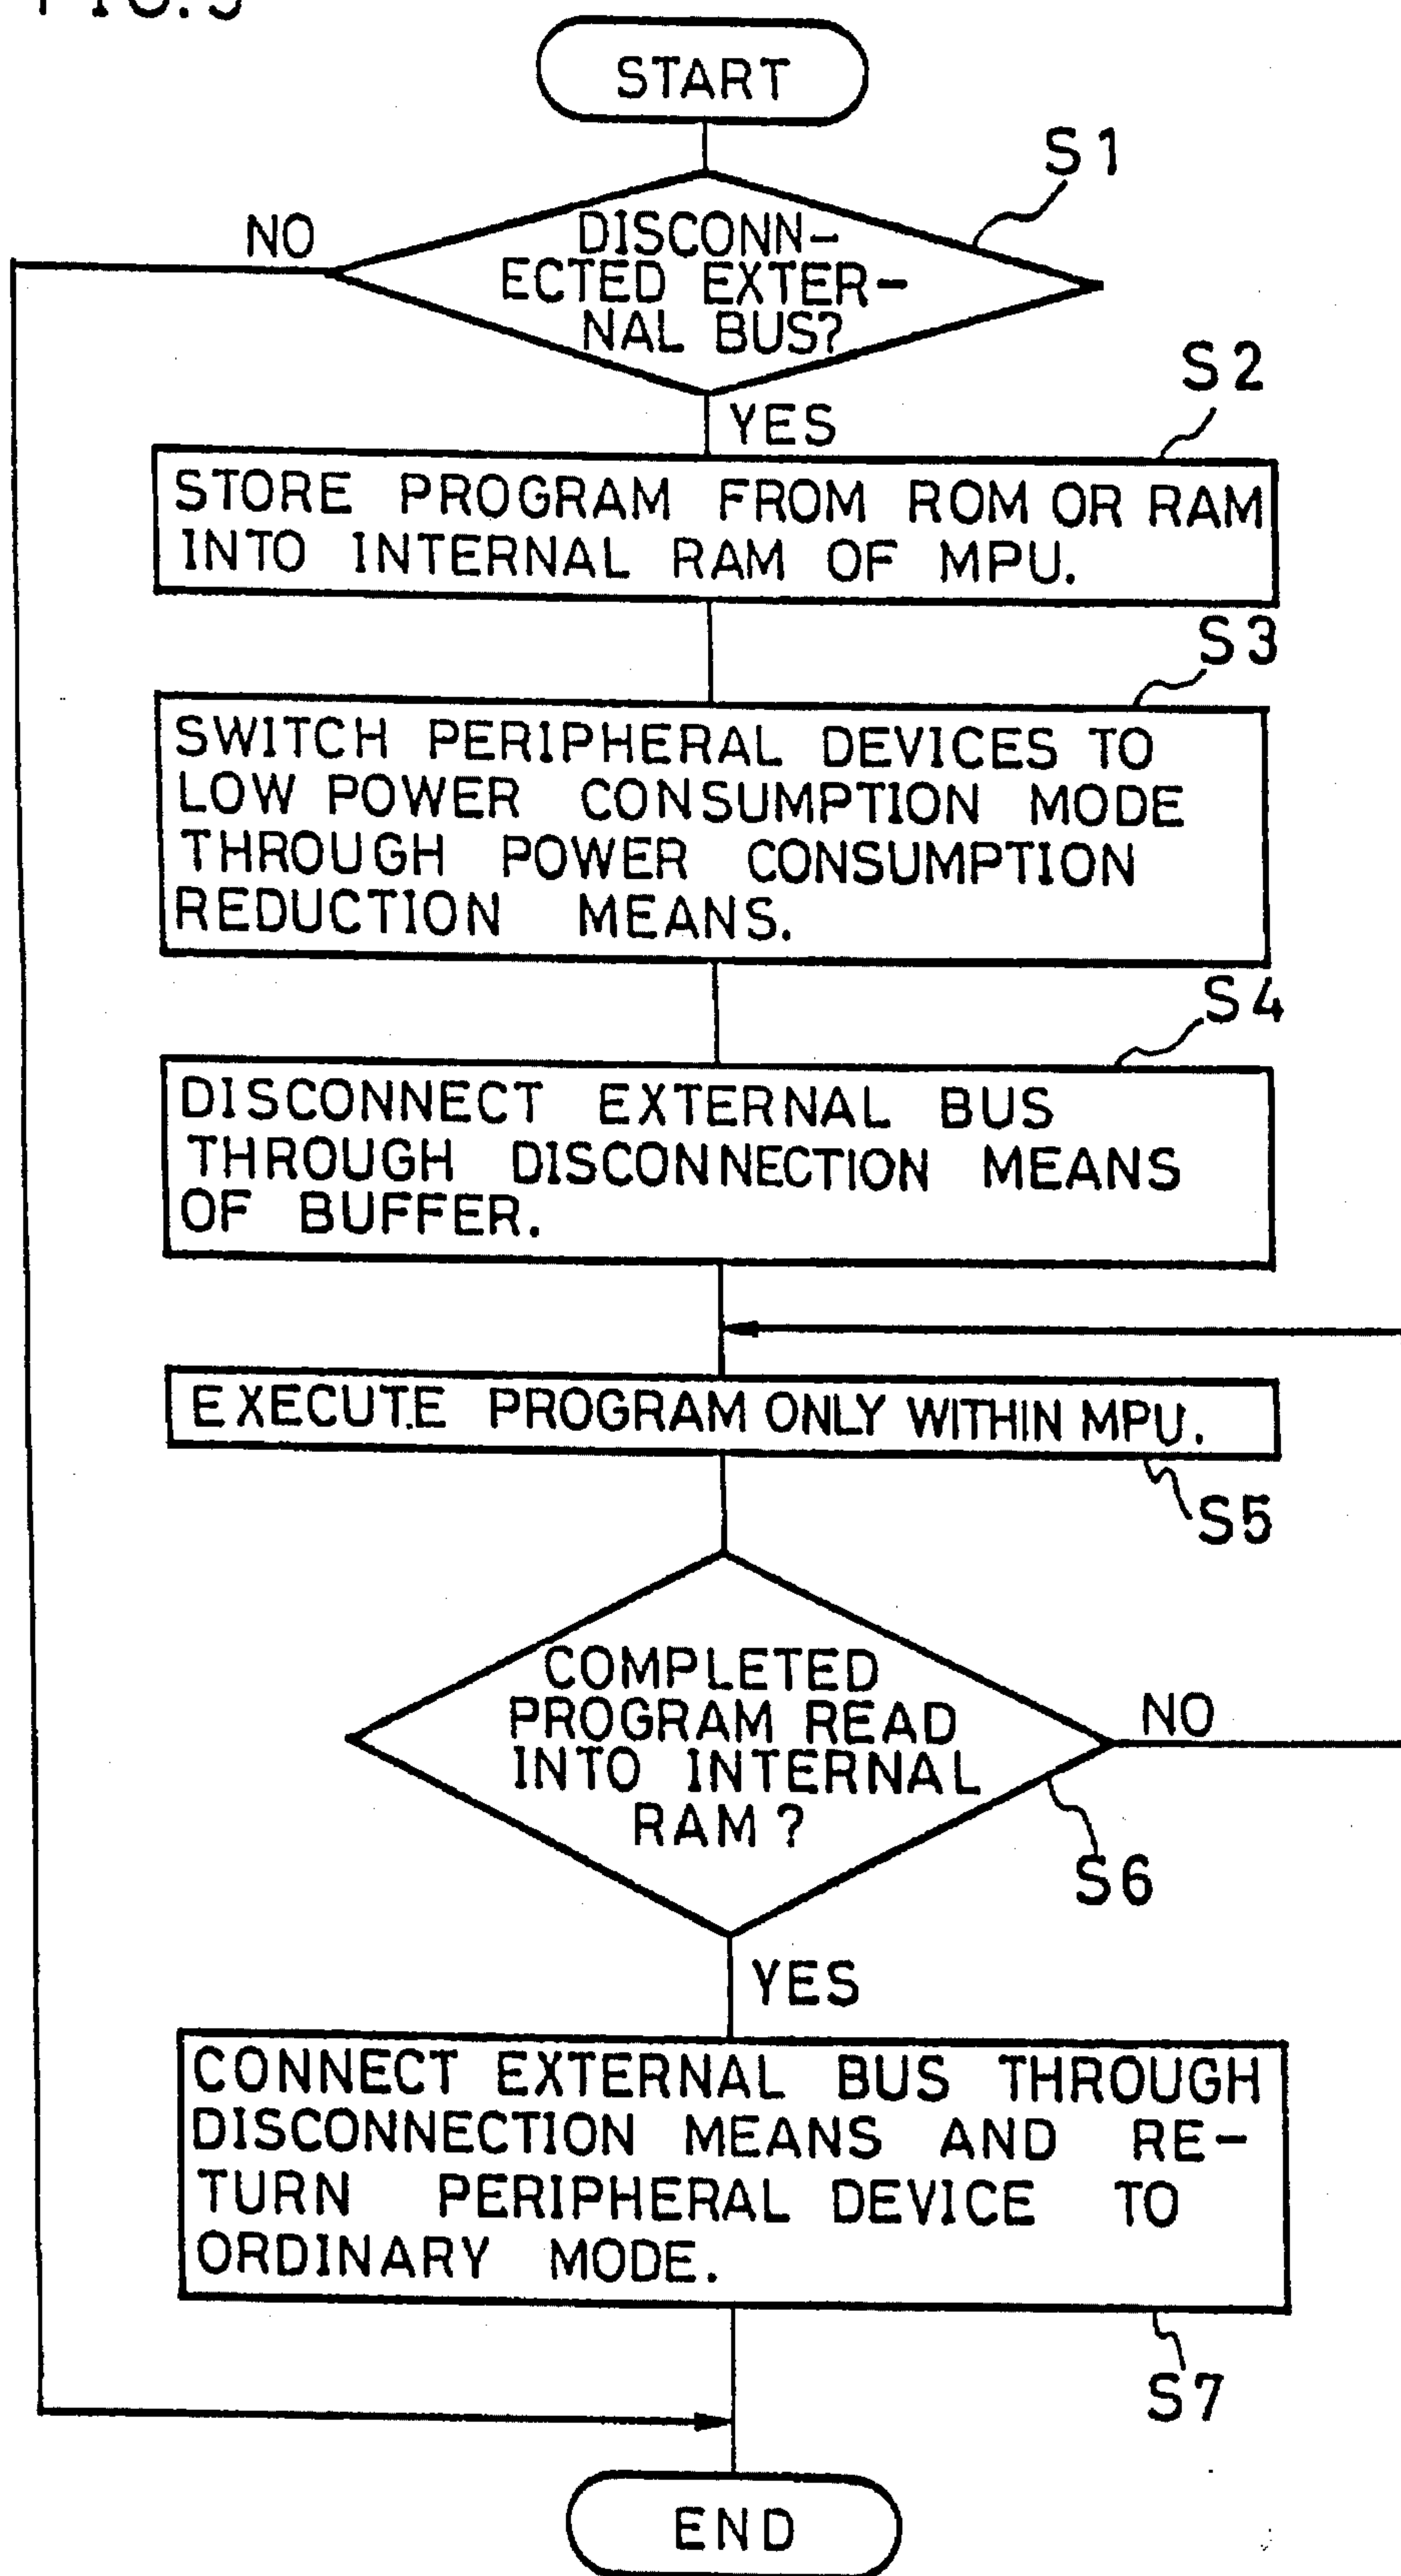 START
S1
NO
DISCONN-
ECTED EXTER-
NAL BUS?
S2
YES
STORE PROGRAM FROM ROM OR RAM
INTO INTERNAL RAM OF MPU.
S3
SWITCH PERIPHERAL DEVICES TO
LOW POWER CONSUMPTION MODE
THROUGH POWER CONSUMPTION
REDUCTION MEANS.
S4
DISCONNECT EXTERNAL BUS
THROUGH DISCONNECTION MEANS
OF BUFFER.
EXECUTE PROGRAM ONLY WITHIN MPU.
S5
COMPLETED
PROGRAM READ
INTO INTERNAL
RAM?
NO
S6
YES
CONNECT EXTERNAL BUS THROUGH
DISCONNECTION MEANS AND RE-
TURN PERIPHERAL DEVICE TO
ORDINARY MODE.
S7
END